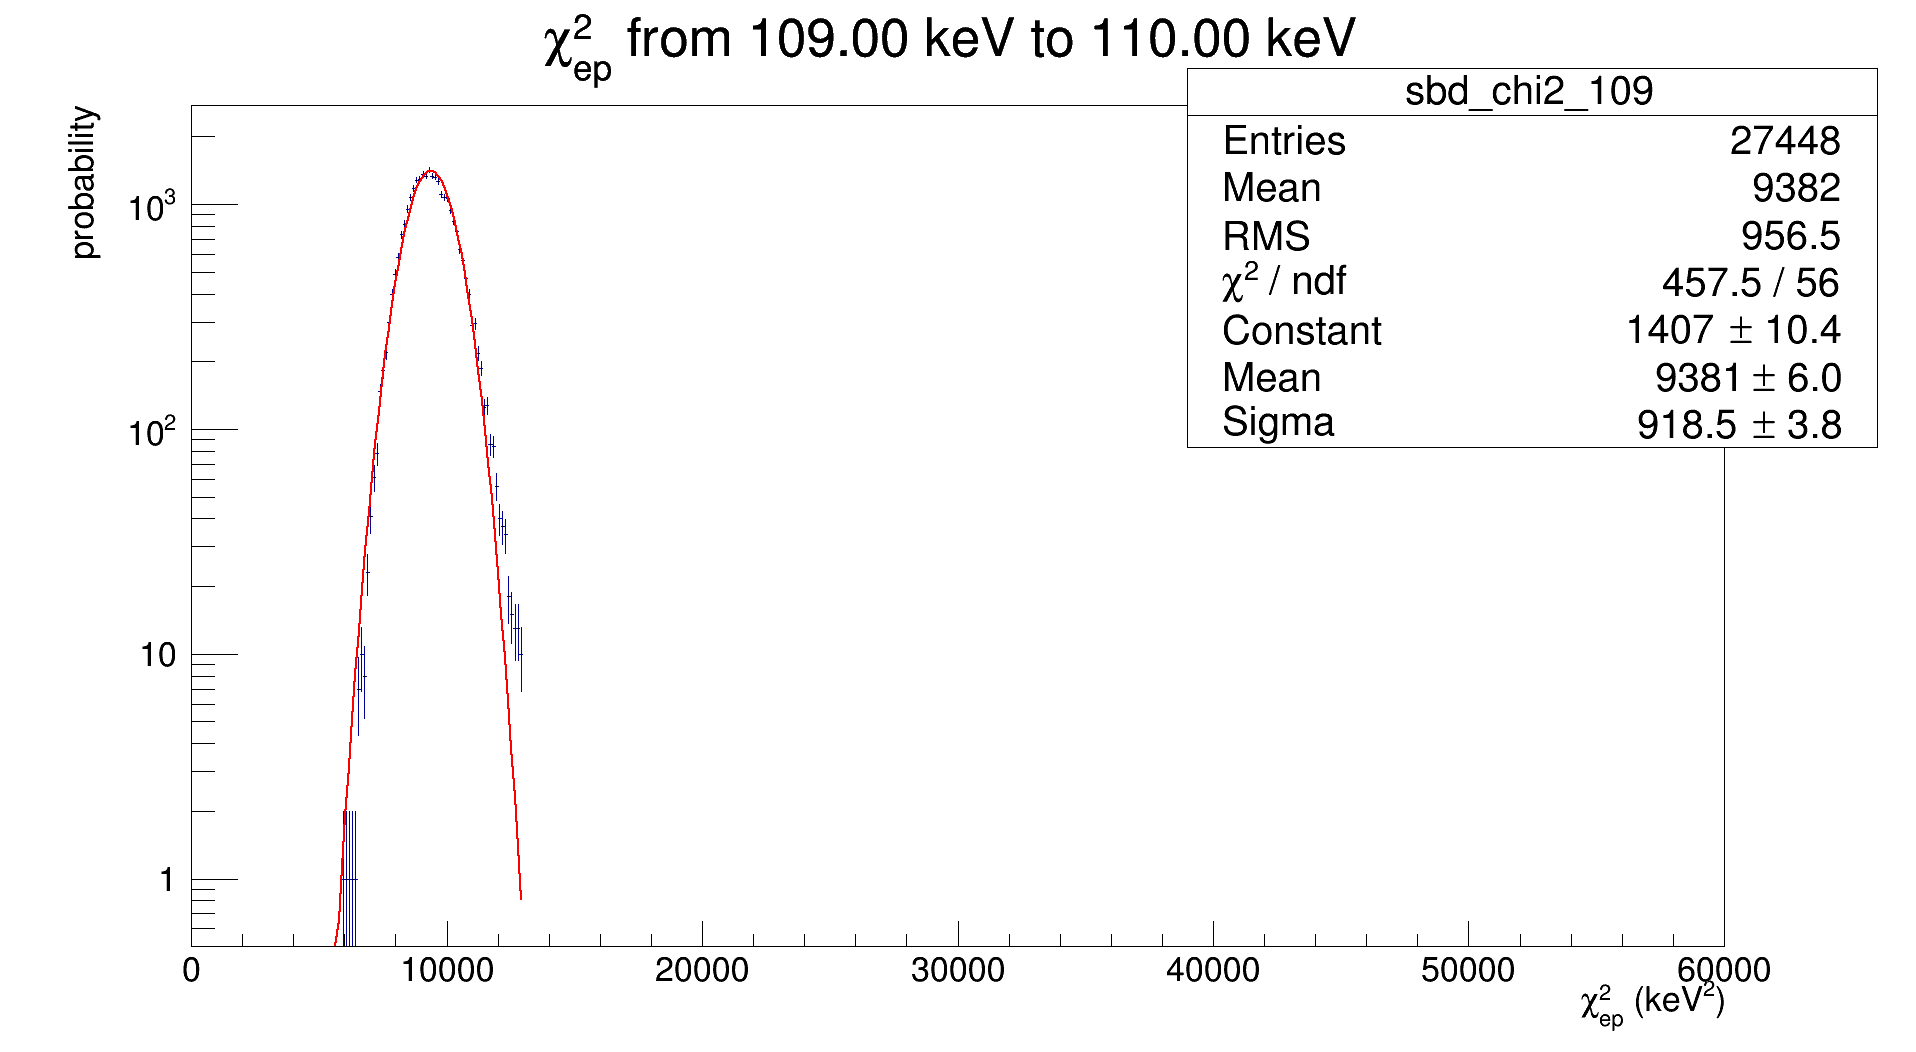 χ²ep from 109.00 keV to 110.00 keV
sbd_chi2_109
Entries 27448
Mean 9382
RMS 956.5
χ² / ndf 457.5 / 56
Constant 1407 ± 10.4
Mean 9381 ± 6.0
Sigma 918.5 ± 3.8
probability
10³
10²
10
1
0 10000 20000 30000 40000 50000 60000
χ²ep (keV²)